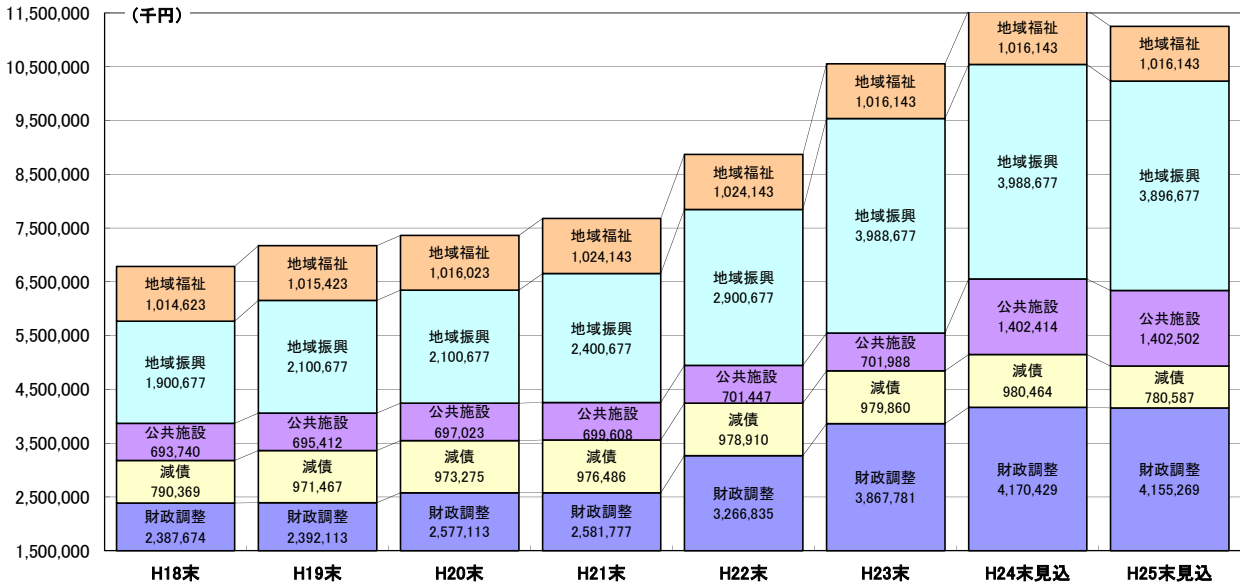 (千円)
11,500,000
10,500,000
9,500,000
8,500,000
7,500,000
6,500,000
5,500,000
4,500,000
3,500,000
2,500,000
1,500,000
地域福祉
1,014,623
地域振興
1,900,677
公共施設
693,740
減債
790,369
財政調整
2,387,674
H18末
地域福祉
1,015,423
地域振興
2,100,677
公共施設
695,412
減債
971,467
財政調整
2,392,113
H19末
地域福祉
1,016,023
地域振興
2,100,677
公共施設
697,023
減債
973,275
財政調整
2,577,113
H20末
地域福祉
1,024,143
地域振興
2,400,677
公共施設
699,608
減債
976,486
財政調整
2,581,777
H21末
地域福祉
1,024,143
地域振興
2,900,677
公共施設
701,447
減債
978,910
財政調整
3,266,835
H22末
地域福祉
1,016,143
地域振興
3,988,677
公共施設
701,988
減債
979,860
財政調整
3,867,781
H23末
地域福祉
1,016,143
地域振興
3,988,677
公共施設
1,402,414
減債
980,464
財政調整
4,170,429
H24末見込
地域福祉
1,016,143
地域振興
3,896,677
公共施設
1,402,502
減債
780,587
財政調整
4,155,269
H25末見込